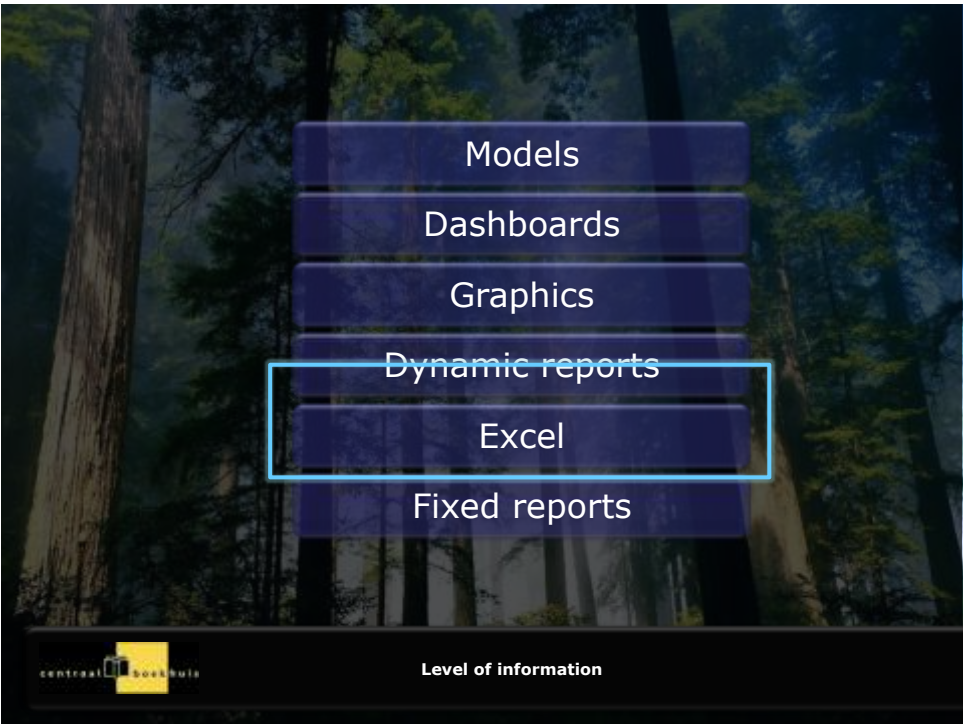 Models
Dashboards
Graphics
Dynamic reports
Excel
Fixed reports
centraal boekhuis
Level of information